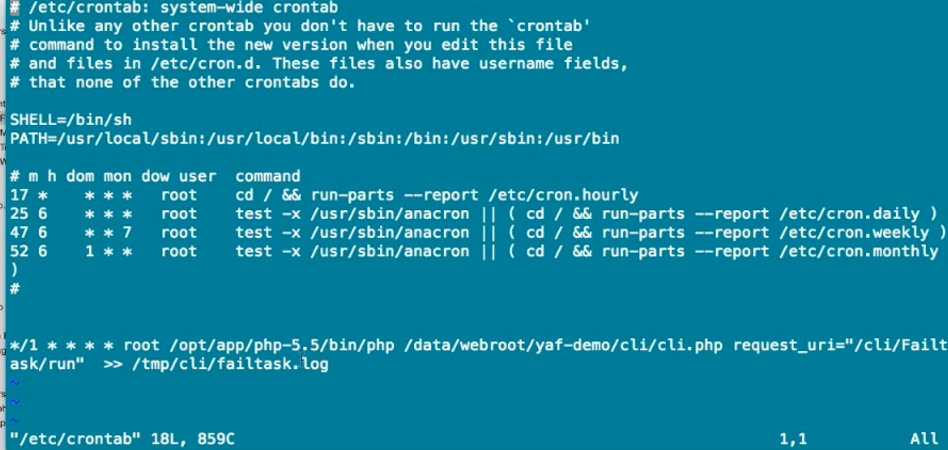 # /etc/crontab: system-wide crontab
# Unlike any other crontab you don't have to run the `crontab'
# command to install the new version when you edit this file
# and files in /etc/cron.d. These files also have username fields,
# that none of the other crontabs do.
SHELL=/bin/sh
PATH=/usr/local/sbin:/usr/local/bin:/sbin:/bin:/usr/sbin:/usr/bin
# m h dom mon dow user  command
17 *    * * *   root    cd / && run-parts --report /etc/cron.hourly
25 6    * * *   root    test -x /usr/sbin/anacron || ( cd / && run-parts --report /etc/cron.daily )
47 6    * * 7   root    test -x /usr/sbin/anacron || ( cd / && run-parts --report /etc/cron.weekly )
52 6    1 * *   root    test -x /usr/sbin/anacron || ( cd / && run-parts --report /etc/cron.monthly
)
#
*/1 * * * * root /opt/app/php-5.5/bin/php /data/webroot/yaf-demo/cli/cli.php request_uri="/cli/Failt
ask/run"  >> /tmp/cli/failtask.log
~
~
~
"/etc/crontab" 18L, 859C 1,1 All